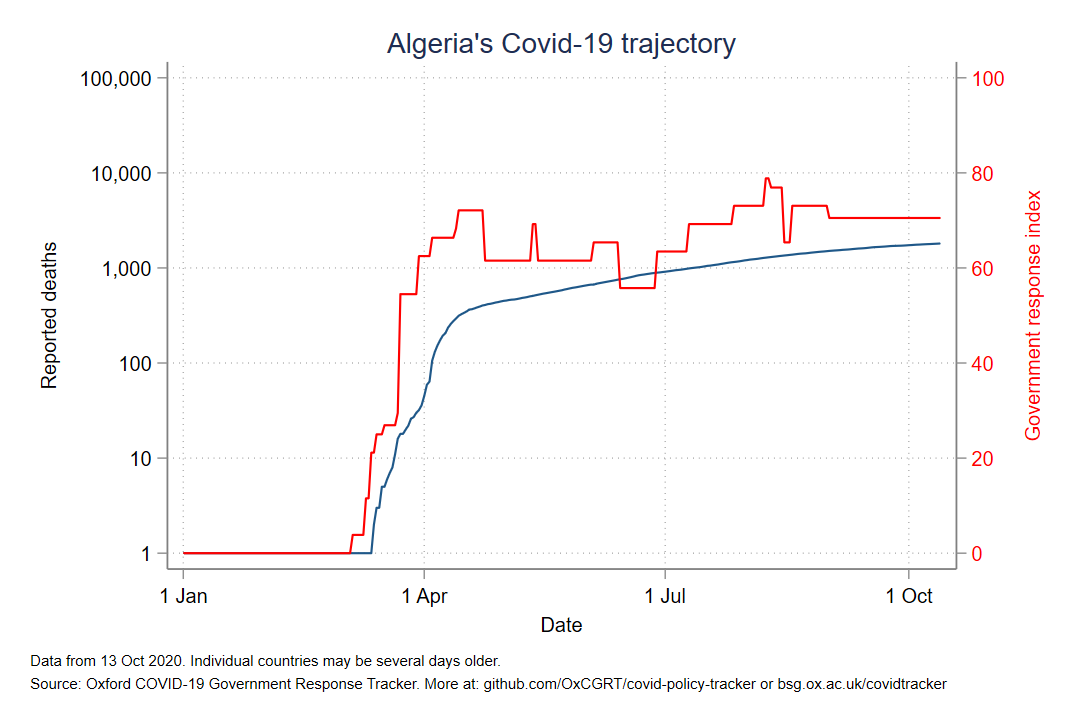 Algeria's Covid-19 trajectory
100,000
10,000
1,000
100
10
1
Reported deaths
100
80
60
40
20
0
Government response index
1 Jan 1 Apr 1 Jul 1 Oct
Date
Data from 13 Oct 2020. Individual countries may be several days older.
Source: Oxford COVID-19 Government Response Tracker. More at: github.com/OxCGRT/covid-policy-tracker or bsg.ox.ac.uk/covidtracker